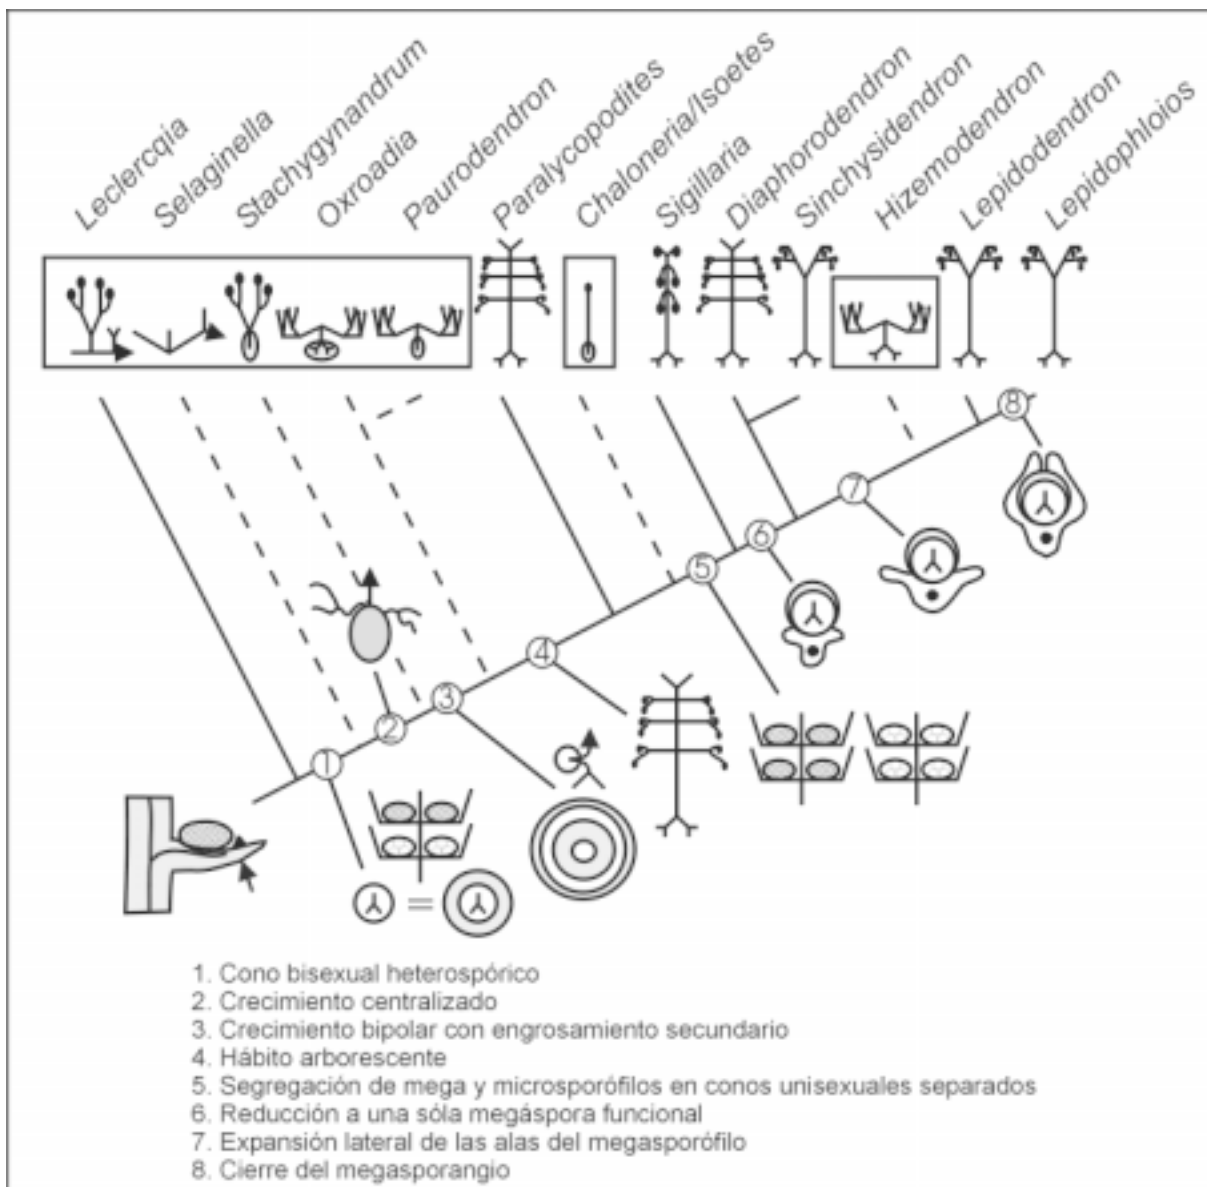 Leclercqia
Selaginella
Stachygynandrum
Oxroadia
Paurodendron
Paralycopodites
Chaloneria/Isoetes
Sigillaria
Diaphorodendron
Sinchysidendron
Hizemodendron
Lepidodendron
Lepidophloios
8
7
6
5
4
3
2
1
=
1. Cono bisexual heterospórico
2. Crecimiento centralizado
3. Crecimiento bipolar con engrosamiento secundario
4. Hábito arborescente
5. Segregación de mega y microsporófilos en conos unisexuales separados
6. Reducción a una sóla megáspora funcional
7. Expansión lateral de las alas del megasporófilo
8. Cierre del megasporangio